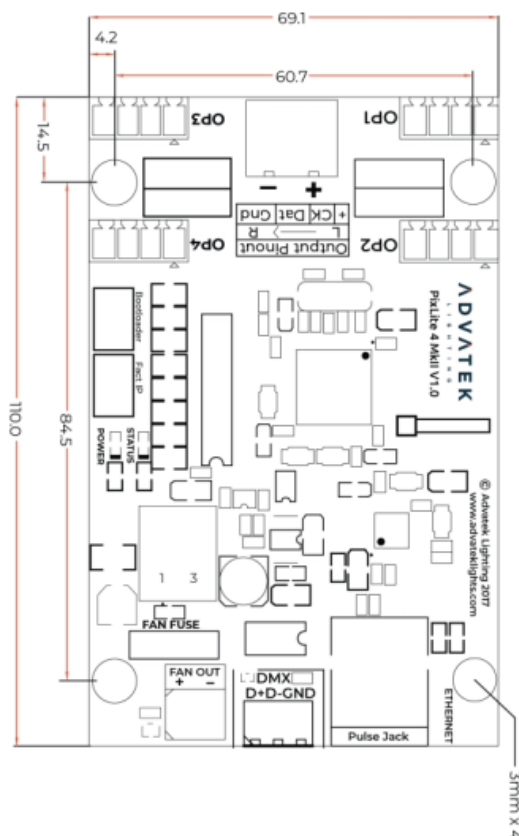 69.1
4.2
60.7
14.5
OP3
OP1
- +
Gnd Dat CK +
R L
Output Pinout
OP4
OP2
110.0
84.5
Bootloader
Fact IP
POWER
STATUS
ADVATEK
LIGHTING
PixLite 4 MkII V1.0
© Advatek Lighting 2017
www.advateklights.com
1 3
FAN FUSE
FAN OUT
+ -
DMX
D+D-GND
Pulse Jack
ETHERNET
3mm x 4